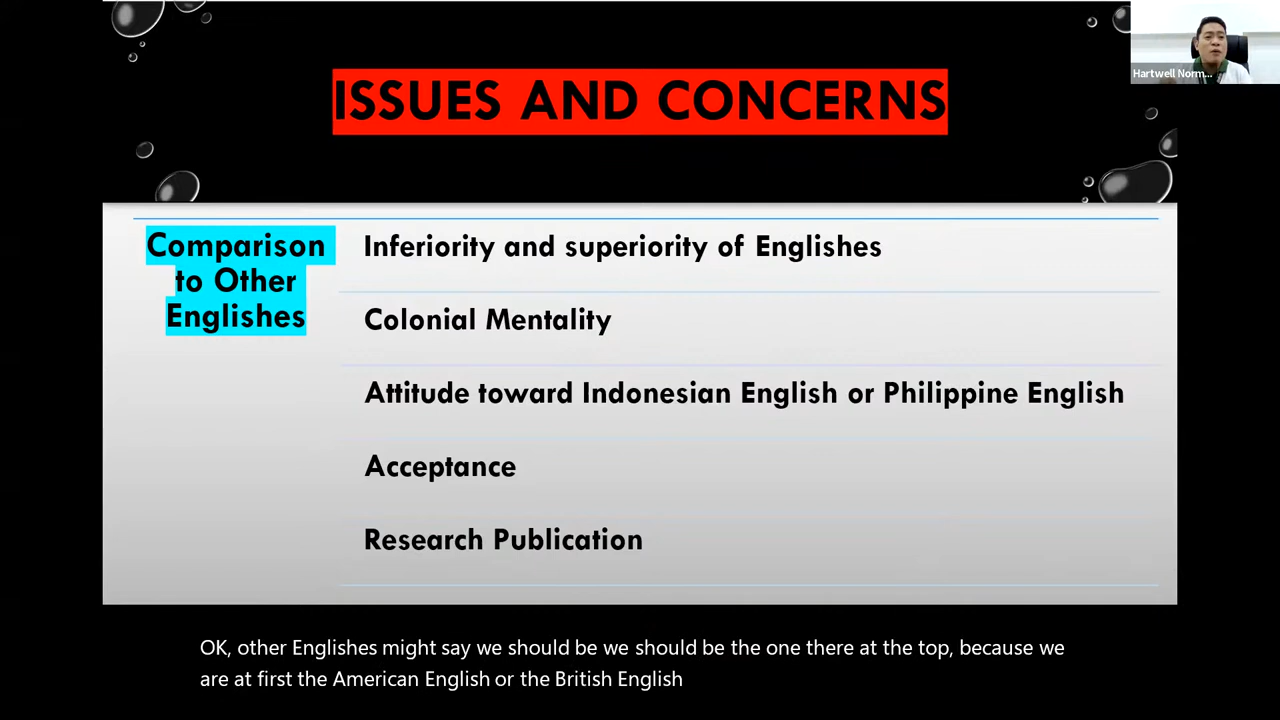 Hartwell Norm...
ISSUES AND CONCERNS
Comparison
to Other
Englishes
Inferiority and superiority of Englishes
Colonial Mentality
Attitude toward Indonesian English or Philippine English
Acceptance
Research Publication
OK, other Englishes might say we should be we should be the one there at the top, because we
are at first the American English or the British English